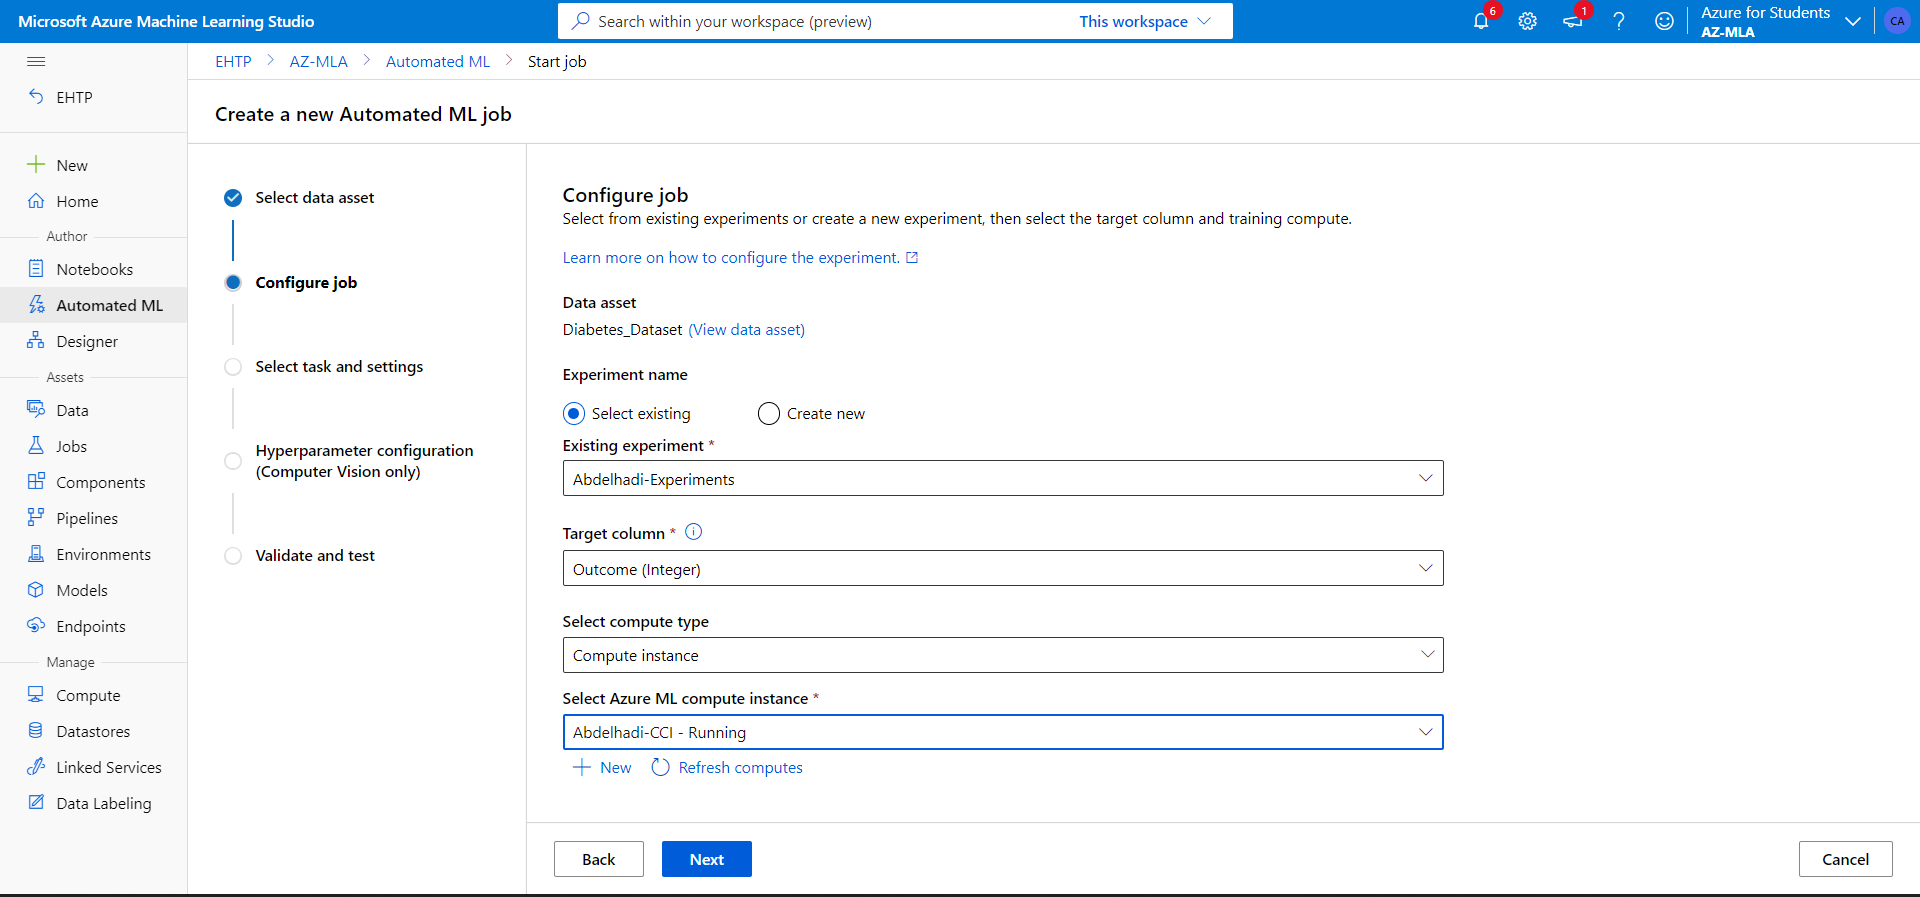 Microsoft Azure Machine Learning Studio
Search within your workspace (preview)
This workspace
6
1
Azure for Students
AZ-MLA
CA
EHTP
AZ-MLA
Automated ML
Start job
EHTP
Create a new Automated ML job
New
Home
Author
Notebooks
Automated ML
Designer
Assets
Data
Jobs
Components
Pipelines
Environments
Models
Endpoints
Manage
Compute
Datastores
Linked Services
Data Labeling
Select data asset
Configure job
Select task and settings
Hyperparameter configuration
(Computer Vision only)
Validate and test
Configure job
Select from existing experiments or create a new experiment, then select the target column and training compute.
Learn more on how to configure the experiment.
Data asset
Diabetes_Dataset (View data asset)
Experiment name
Select existing
Create new
Existing experiment *
Abdelhadi-Experiments
Target column *
Outcome (Integer)
Select compute type
Compute instance
Select Azure ML compute instance *
Abdelhadi-CCI - Running
New
Refresh computes
Back
Next
Cancel